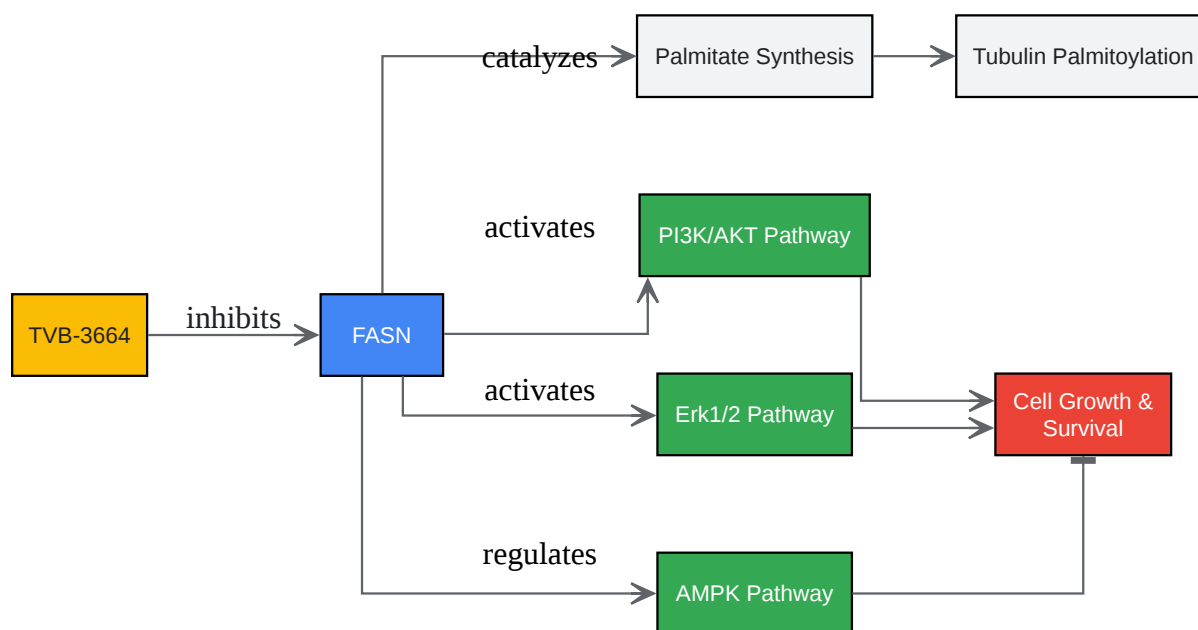 catalyzes
Palmitate Synthesis
Tubulin Palmitoylation
activates
PI3K/AKT Pathway
TVB-3664
inhibits
FASN
activates
Erk1/2 Pathway
Cell Growth &
Survival
regulates
AMPK Pathway